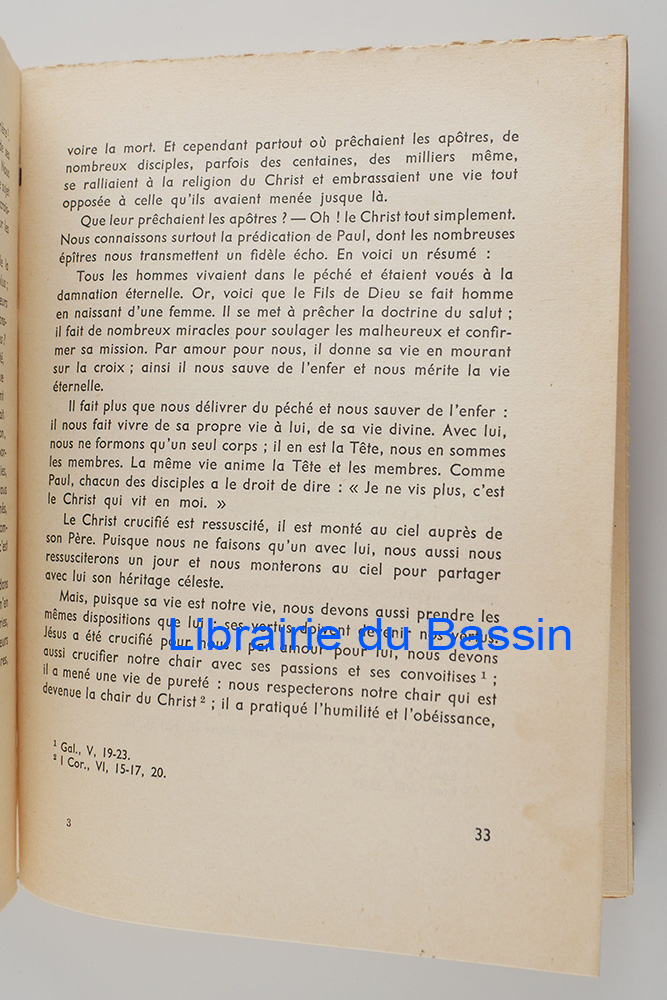 voire la mort. Et cependant partout où prêchaient les apôtres, de
nombreux disciples, parfois des centaines, des milliers même,
se ralliaient à la religion du Christ et embrassaient une vie tout
opposée à celle qu'ils avaient menée jusque là.
Que leur prêchaient les apôtres ? — Oh ! le Christ tout simplement.
Nous connaissons surtout la prédication de Paul, dont les nombreuses
épîtres nous transmettent un fidèle écho. En voici un résumé :
Tous les hommes vivaient dans le péché et étaient voués à la
damnation éternelle. Or, voici que le Fils de Dieu se fait homme
en naissant d'une femme. Il se met à prêcher la doctrine du salut ;
il fait de nombreux miracles pour soulager les malheureux et confir-
mer sa mission. Par amour pour nous, il donne sa vie en mourant
sur la croix ; ainsi il nous sauve de l'enfer et nous mérite la vie
éternelle.
Il fait plus que nous délivrer du péché et nous sauver de l'enfer :
il nous fait vivre de sa propre vie à lui, de sa vie divine. Avec lui,
nous ne formons qu'un seul corps ; il en est la Tête, nous en sommes
les membres. La même vie anime la Tête et les membres. Comme
Paul, chacun des disciples a le droit de dire : « Je ne vis plus, c'est
le Christ qui vit en moi. »
Le Christ crucifié est ressuscité, il est monté au ciel auprès de
son Père. Puisque nous ne faisons qu'un avec lui, nous aussi nous
ressusciterons un jour et nous monterons au ciel pour partager
avec lui son héritage céleste.
Mais, puisque sa vie est notre vie, nous devons aussi prendre les
mêmes dispositions que lui ; ses vertus doivent devenir nos vertus.
Librairie du Bassin
Jésus a été crucifié pour nous : par amour pour lui, nous devons
aussi crucifier notre chair avec ses passions et ses convoitises ¹ ;
il a mené une vie de pureté : nous respecterons notre chair qui est
devenue la chair du Christ ² ; il a pratiqué l'humilité et l'obéissance,
¹ Gal., V, 19-23.
² I Cor., VI, 15-17, 20.
3
33